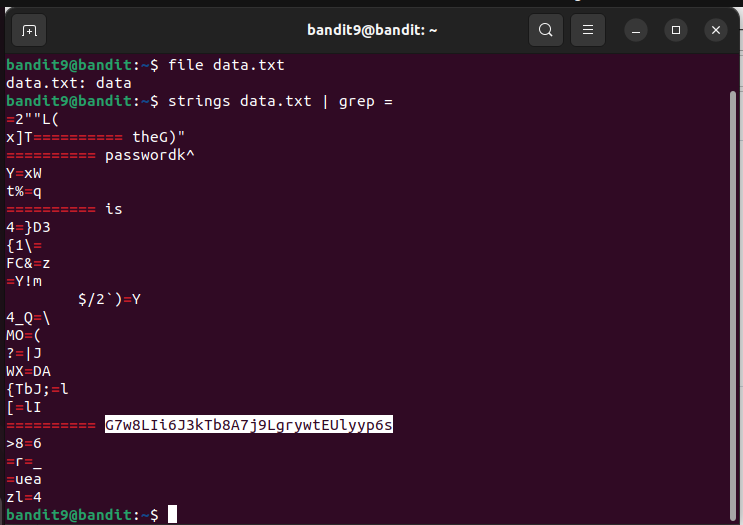 bandit9@bandit: ~
bandit9@bandit:~$ file data.txt
data.txt: data
bandit9@bandit:~$ strings data.txt | grep =
=2""L(
x]T========== theG)"
========== passwordk^
Y=xW
t%=q
========== is
4=}D3
{1\=
FC&=z
=Y!m
        $/2`)=Y
4_Q=\
MO=(
?=|J
WX=DA
{TbJ;=l
[=lI
========== G7w8LIi6J3kTb8A7j9LgrywtEUlyyp6s
>8=6
=r=_
=uea
zl=4
bandit9@bandit:~$